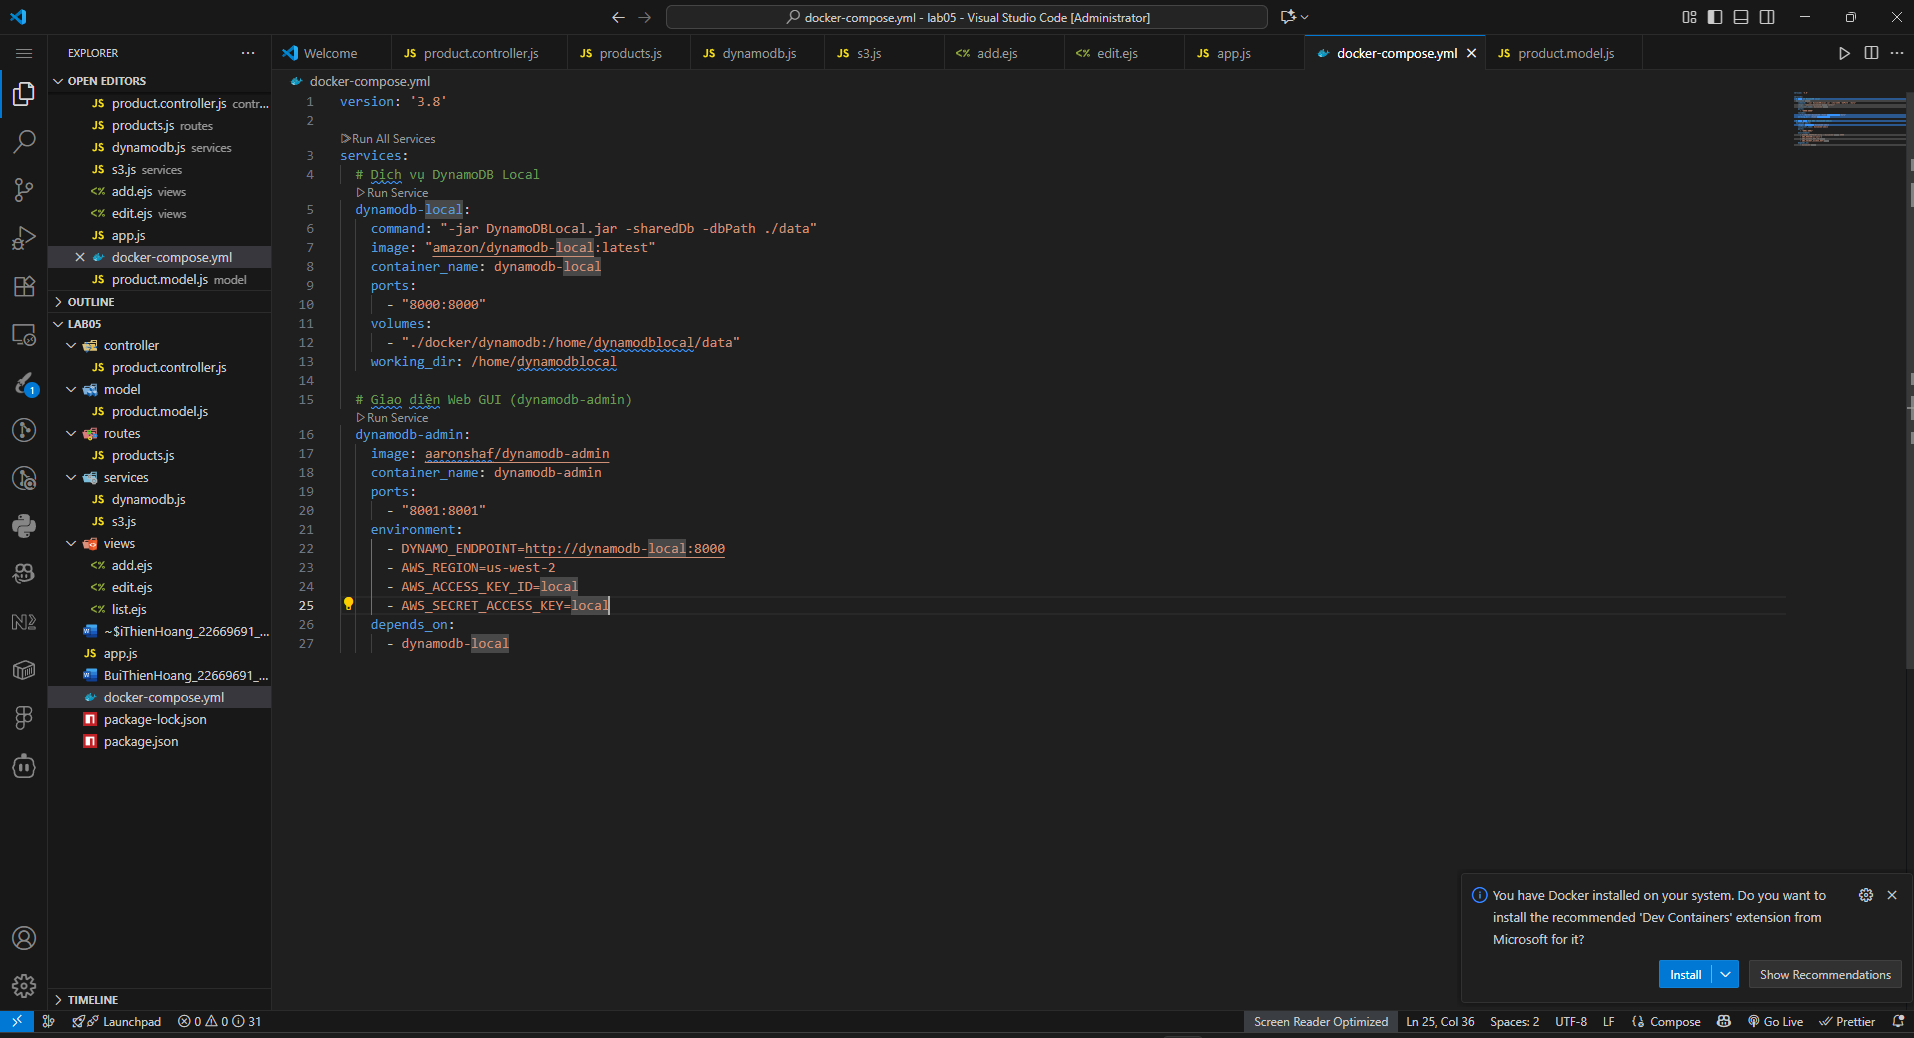 docker-compose.yml - lab05 - Visual Studio Code [Administrator]
EXPLORER
OPEN EDITORS
product.controller.js contr...
products.js routes
dynamodb.js services
s3.js services
add.ejs views
edit.ejs views
app.js
docker-compose.yml
product.model.js model
OUTLINE
LAB05
controller
product.controller.js
model
product.model.js
routes
products.js
services
dynamodb.js
s3.js
views
add.ejs
edit.ejs
list.ejs
~$iThienHoang_22669691_...
app.js
BuiThienHoang_22669691_...
docker-compose.yml
package-lock.json
package.json
TIMELINE
Welcome
product.controller.js
products.js
dynamodb.js
s3.js
add.ejs
edit.ejs
app.js
docker-compose.yml
product.model.js
docker-compose.yml
1 version: '3.8'
2
Run All Services
3 services:
4 # Dịch vụ DynamoDB Local
Run Service
5 dynamodb-local:
6 command: "-jar DynamoDBLocal.jar -sharedDb -dbPath ./data"
7 image: "amazon/dynamodb-local:latest"
8 container_name: dynamodb-local
9 ports:
10 - "8000:8000"
11 volumes:
12 - "./docker/dynamodb:/home/dynamodblocal/data"
13 working_dir: /home/dynamodblocal
14
15 # Giao diện Web GUI (dynamodb-admin)
Run Service
16 dynamodb-admin:
17 image: aaronshaf/dynamodb-admin
18 container_name: dynamodb-admin
19 ports:
20 - "8001:8001"
21 environment:
22 - DYNAMO_ENDPOINT=http://dynamodb-local:8000
23 - AWS_REGION=us-west-2
24 - AWS_ACCESS_KEY_ID=local
25 - AWS_SECRET_ACCESS_KEY=local
26 depends_on:
27 - dynamodb-local
You have Docker installed on your system. Do you want to
install the recommended 'Dev Containers' extension from
Microsoft for it?
Install
Show Recommendations
Launchpad
0 0 31
Screen Reader Optimized
Ln 25, Col 36
Spaces: 2
UTF-8
LF
Compose
Go Live
Prettier